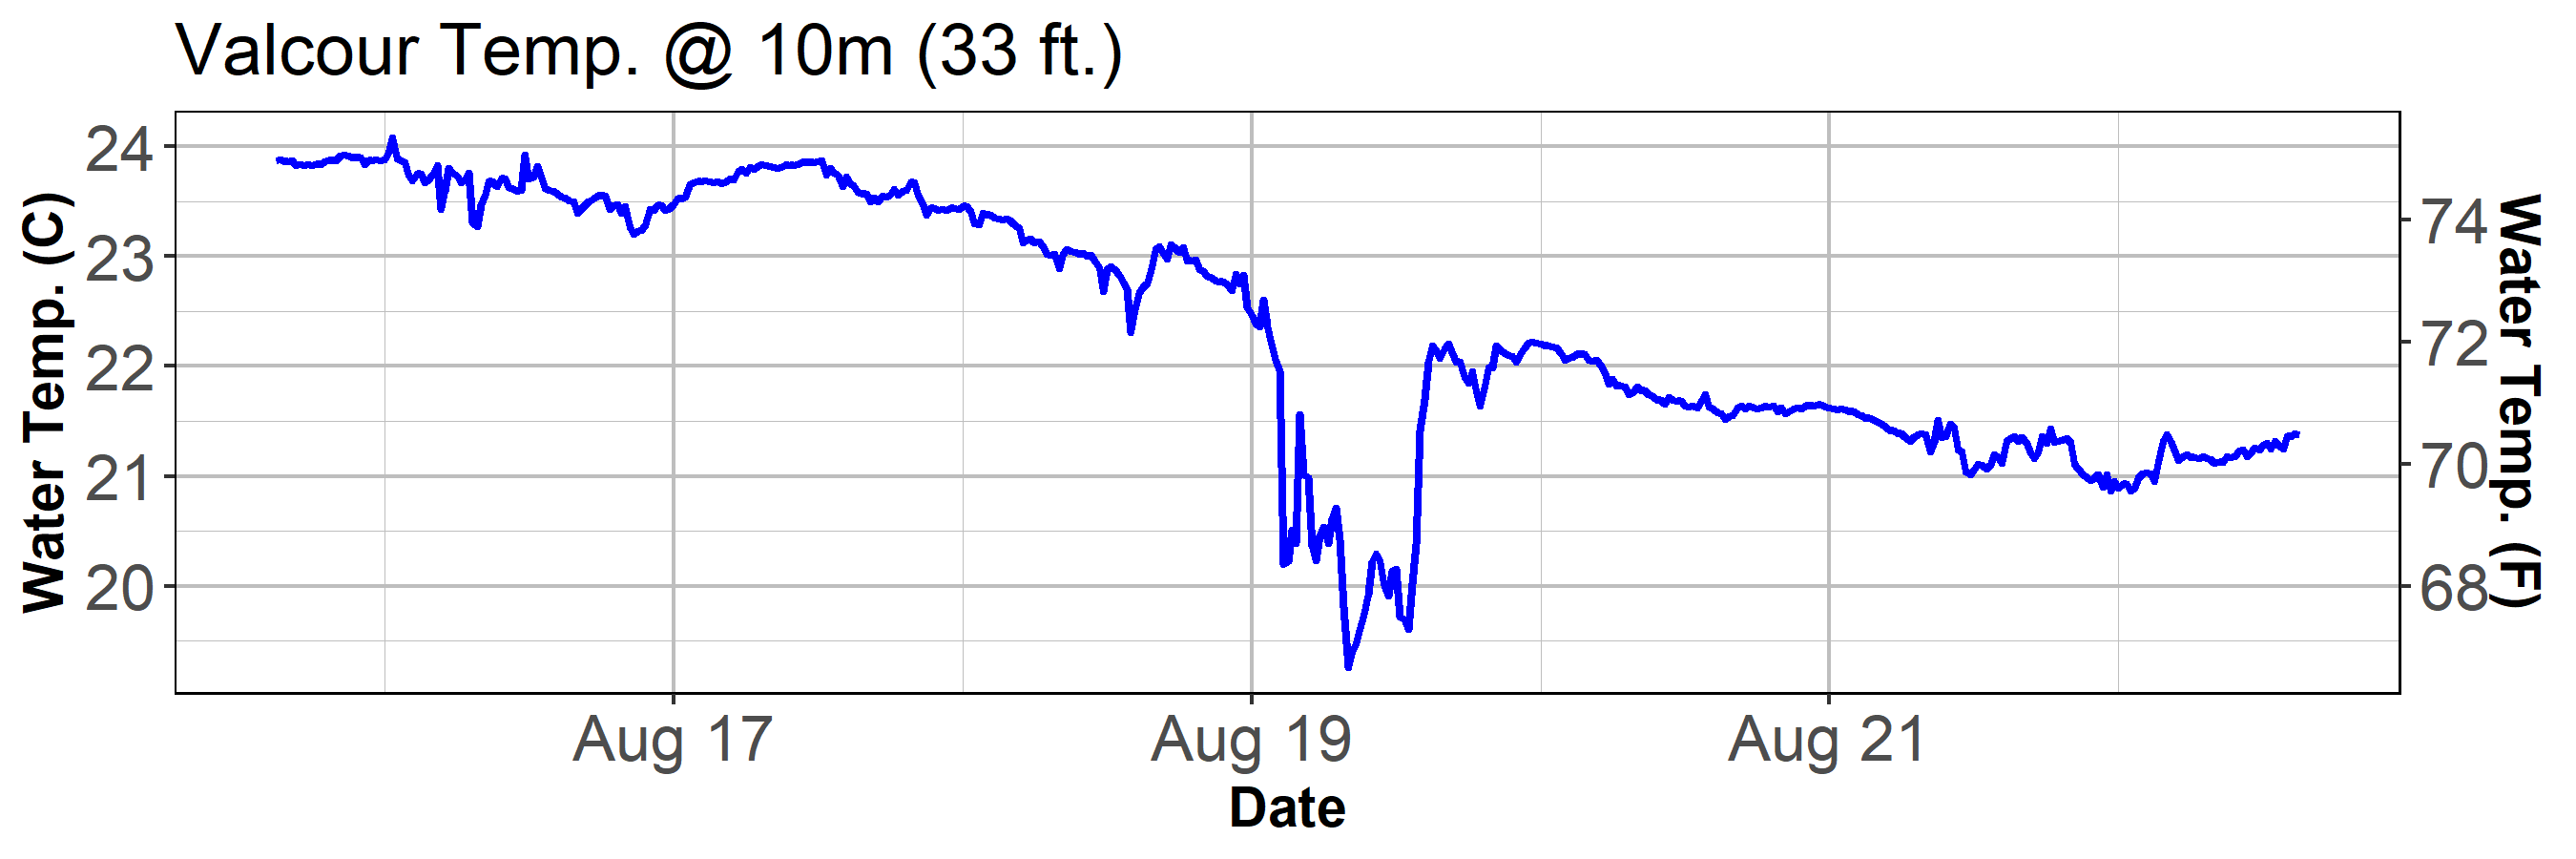 Valcour Temp. @ 10m (33 ft.)
Water Temp. (C)
24
23
22
21
20
74
72
70
68
Water Temp. (F)
Aug 17
Aug 19
Aug 21
Date